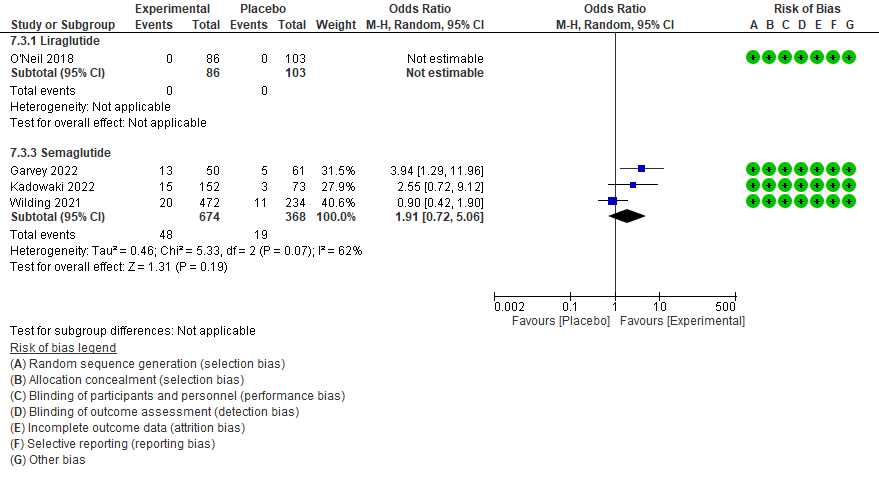 Experimental Placebo Odds Ratio Odds Ratio Risk of Bias
Study or Subgroup Events Total Events Total Weight M-H, Random, 95% CI M-H, Random, 95% CI A B C D E F G
7.3.1 Liraglutide
O'Neil 2018 0 86 0 103 Not estimable + + + + + + +
Subtotal (95% CI) 86 103 Not estimable
Total events 0 0
Heterogeneity: Not applicable
Test for overall effect: Not applicable
7.3.3 Semaglutide
Garvey 2022 13 50 5 61 31.5% 3.94 [1.29, 11.96] + + + + + + +
Kadowaki 2022 15 152 3 73 27.9% 2.55 [0.72, 9.12] + + + + + + +
Wilding 2021 20 472 11 234 40.6% 0.90 [0.42, 1.90] + + + + + + +
Subtotal (95% CI) 674 368 100.0% 1.91 [0.72, 5.06]
Total events 48 19
Heterogeneity: Tau² = 0.46; Chi² = 5.33, df = 2 (P = 0.07); I² = 62%
Test for overall effect: Z = 1.31 (P = 0.19)
0.002 0.1 1 10 500
Favours [Placebo] Favours [Experimental]
Test for subgroup differences: Not applicable
Risk of bias legend
(A) Random sequence generation (selection bias)
(B) Allocation concealment (selection bias)
(C) Blinding of participants and personnel (performance bias)
(D) Blinding of outcome assessment (detection bias)
(E) Incomplete outcome data (attrition bias)
(F) Selective reporting (reporting bias)
(G) Other bias